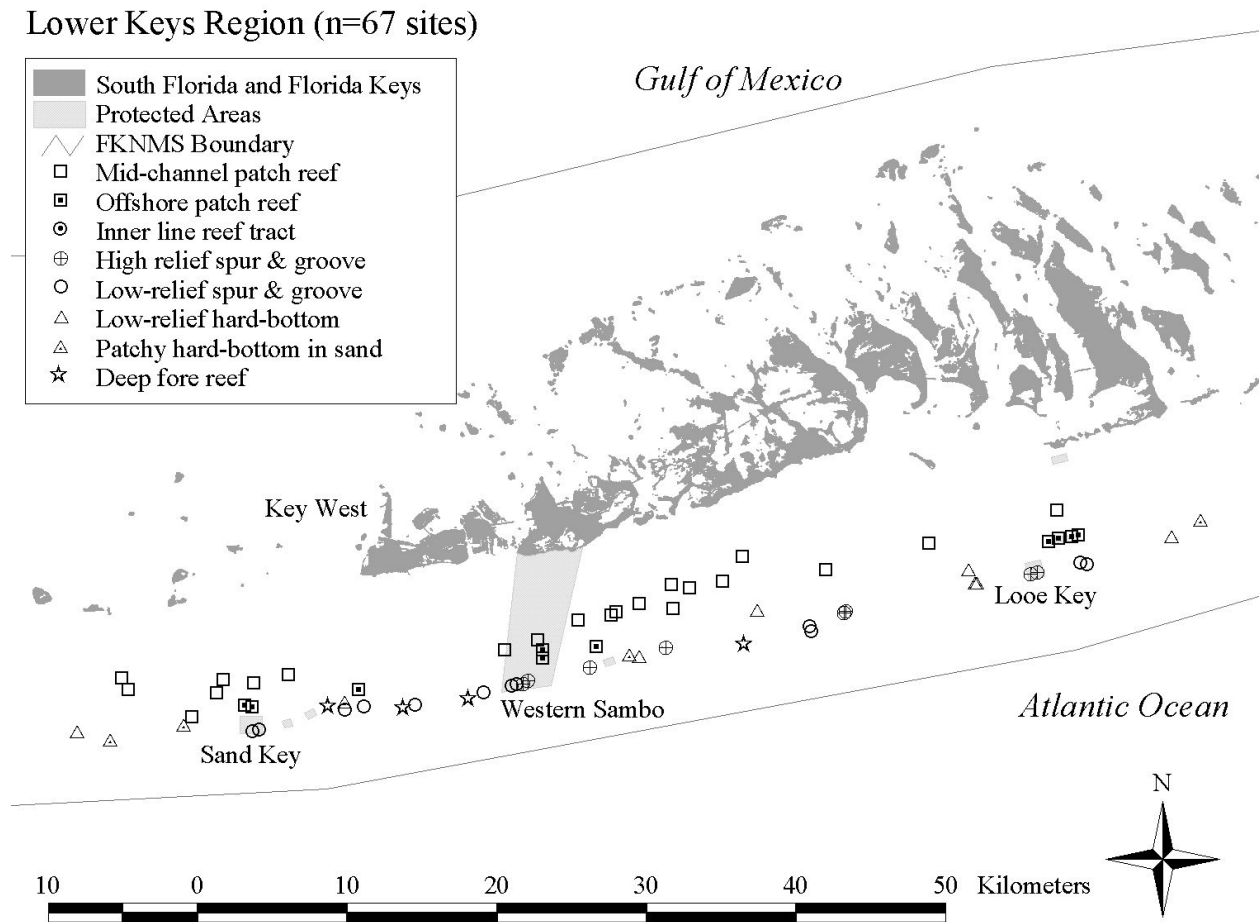 Lower Keys Region (n=67 sites)
South Florida and Florida Keys
Protected Areas
FKNMS Boundary
Mid-channel patch reef
Offshore patch reef
Inner line reef tract
High relief spur & groove
Low-relief spur & groove
Low-relief hard-bottom
Patchy hard-bottom in sand
Deep fore reef
Gulf of Mexico
Key West
Looe Key
Western Sambo
Atlantic Ocean
Sand Key
N
10 0 10 20 30 40 50 Kilometers